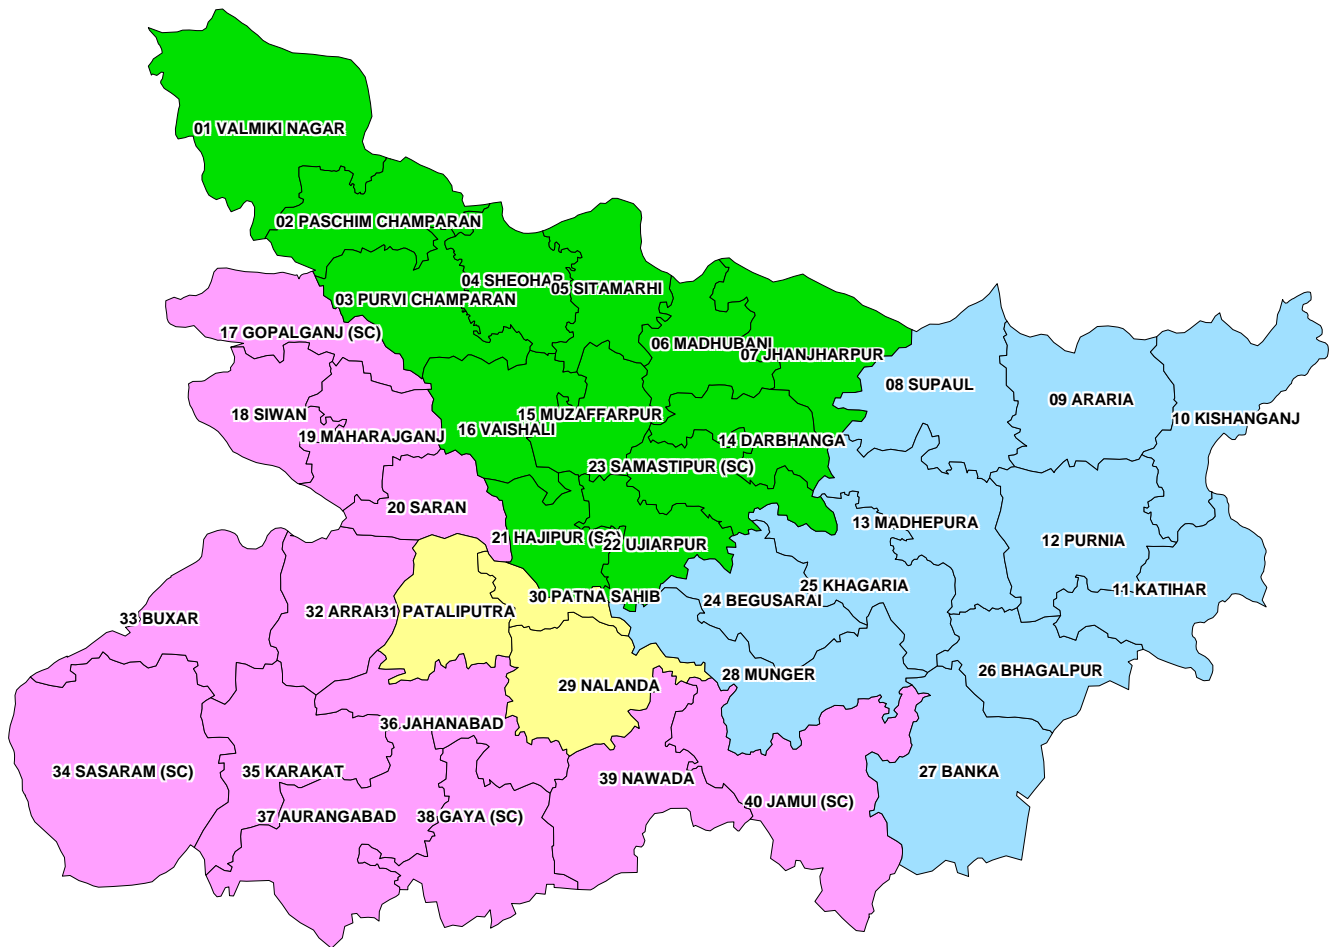 01 VALMIKI NAGAR
02 PASCHIM CHAMPARAN
03 PURVI CHAMPARAN
04 SHEOHAR
05 SITAMARHI
06 MADHUBANI
07 JHANJHARPUR
08 SUPAUL
09 ARARIA
10 KISHANGANJ
11 KATIHAR
12 PURNIA
13 MADHEPURA
14 DARBHANGA
15 MUZAFFARPUR
16 VAISHALI
17 GOPALGANJ (SC)
18 SIWAN
19 MAHARAJGANJ
20 SARAN
21 HAJIPUR (SC)
22 UJIARPUR
23 SAMASTIPUR (SC)
24 BEGUSARAI
25 KHAGARIA
26 BHAGALPUR
27 BANKA
28 MUNGER
29 NALANDA
30 PATNA SAHIB
31 PATALIPUTRA
32 ARRAH
33 BUXAR
34 SASARAM (SC)
35 KARAKAT
36 JAHANABAD
37 AURANGABAD
38 GAYA (SC)
39 NAWADA
40 JAMUI (SC)